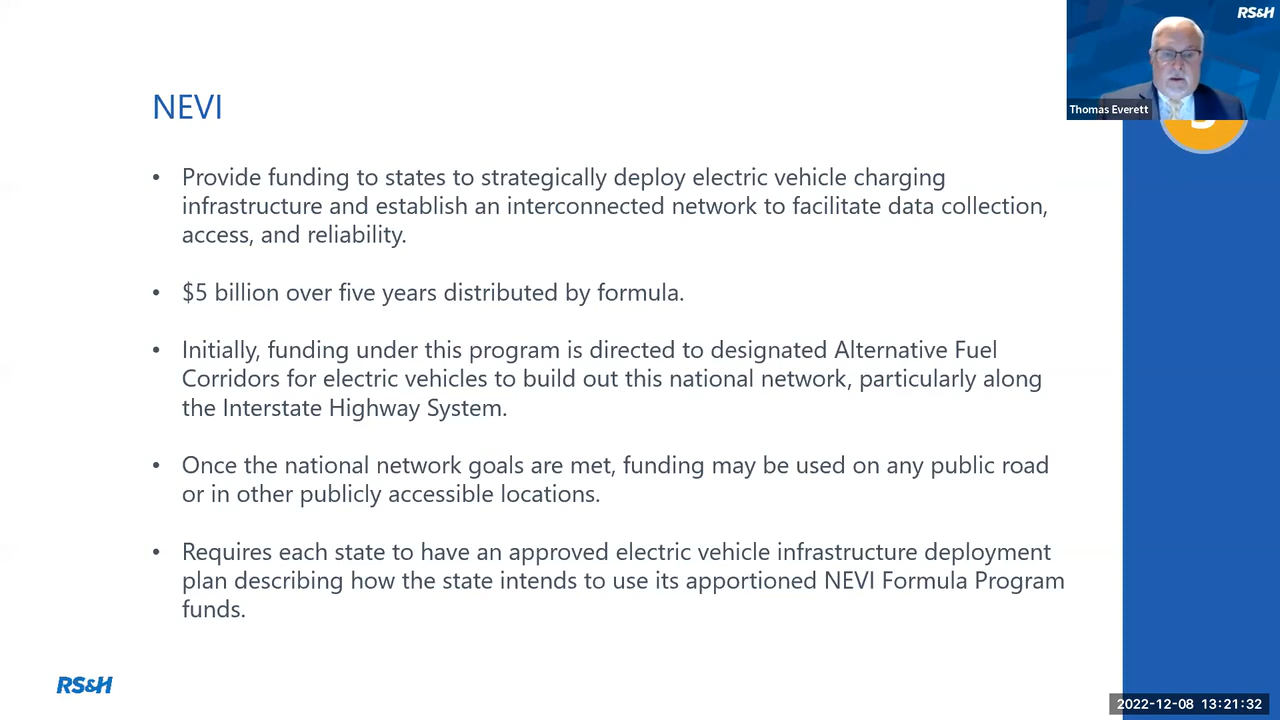 RS&H
Thomas Everett
NEVI
• Provide funding to states to strategically deploy electric vehicle charging
infrastructure and establish an interconnected network to facilitate data collection,
access, and reliability.
• $5 billion over five years distributed by formula.
• Initially, funding under this program is directed to designated Alternative Fuel
Corridors for electric vehicles to build out this national network, particularly along
the Interstate Highway System.
• Once the national network goals are met, funding may be used on any public road
or in other publicly accessible locations.
• Requires each state to have an approved electric vehicle infrastructure deployment
plan describing how the state intends to use its apportioned NEVI Formula Program
funds.
RS&H
2022-12-08 13:21:32